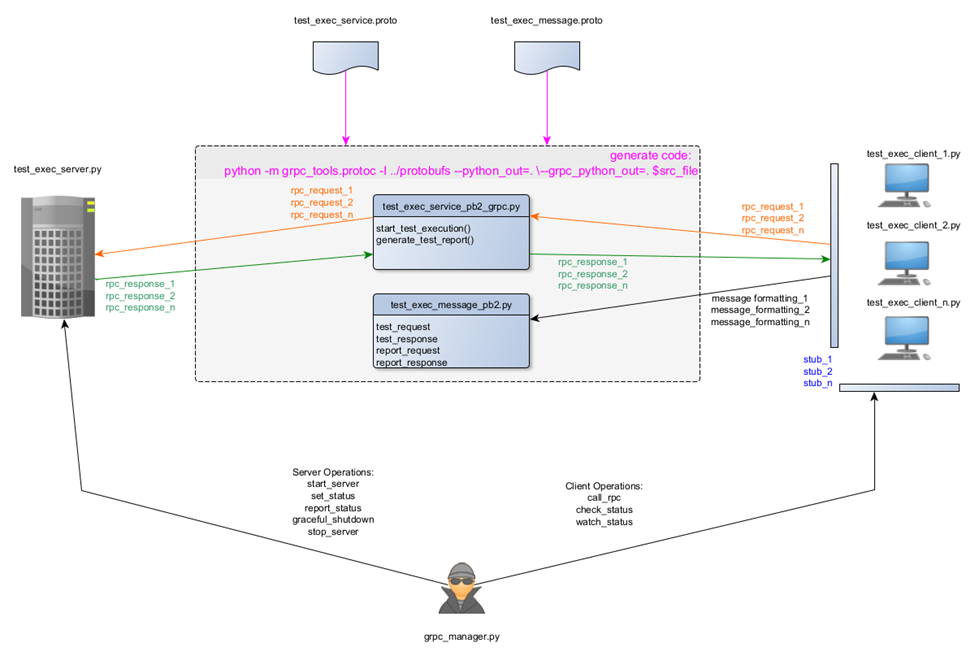 test_exec_service.proto
test_exec_message.proto
generate code:
python -m grpc_tools.protoc -I ../protobufs --python_out=. \--grpc_python_out=. $src_file
test_exec_server.py
rpc_request_1
rpc_request_2
rpc_request_n
test_exec_service_pb2_grpc.py
start_test_execution()
generate_test_report()
rpc_request_1
rpc_request_2
rpc_request_n
test_exec_client_1.py
test_exec_client_2.py
test_exec_client_n.py
rpc_response_1
rpc_response_2
rpc_response_n
rpc_response_1
rpc_response_2
rpc_response_n
test_exec_message_pb2.py
test_request
test_response
report_request
report_response
message formatting_1
message_formatting_2
message_formatting_n
stub_1
stub_2
stub_n
Server Operations:
start_server
set_status
report_status
graceful_shutdown
stop_server
Client Operations:
call_rpc
check_status
watch_status
grpc_manager.py